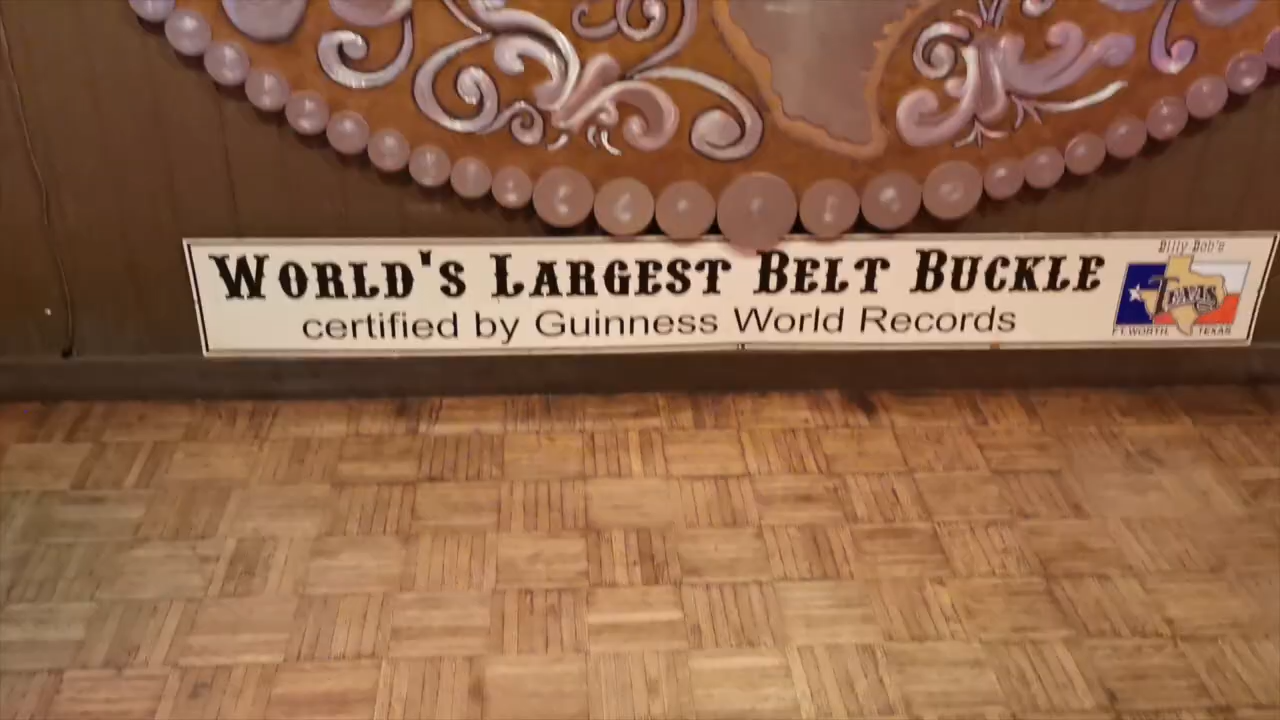 World's Largest Belt Buckle
certified by Guinness World Records
Billy Bob's
TEXAS
FT. WORTH, TEXAS